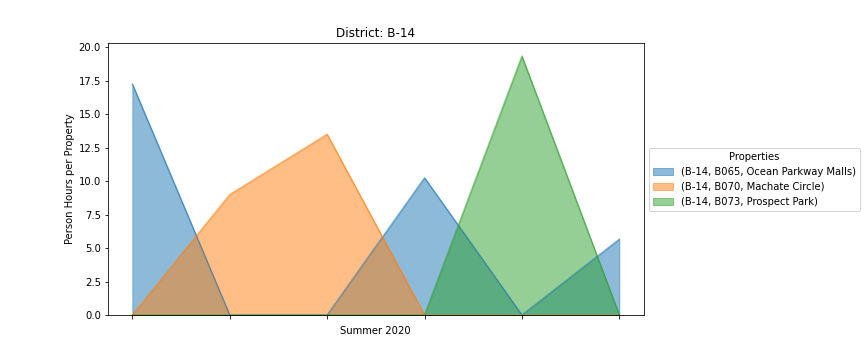 District: B-14
20.0
17.5
15.0
12.5
10.0
7.5
5.0
2.5
0.0
Person Hours per Property
Summer 2020
Properties
(B-14, B065, Ocean Parkway Malls)
(B-14, B070, Machate Circle)
(B-14, B073, Prospect Park)